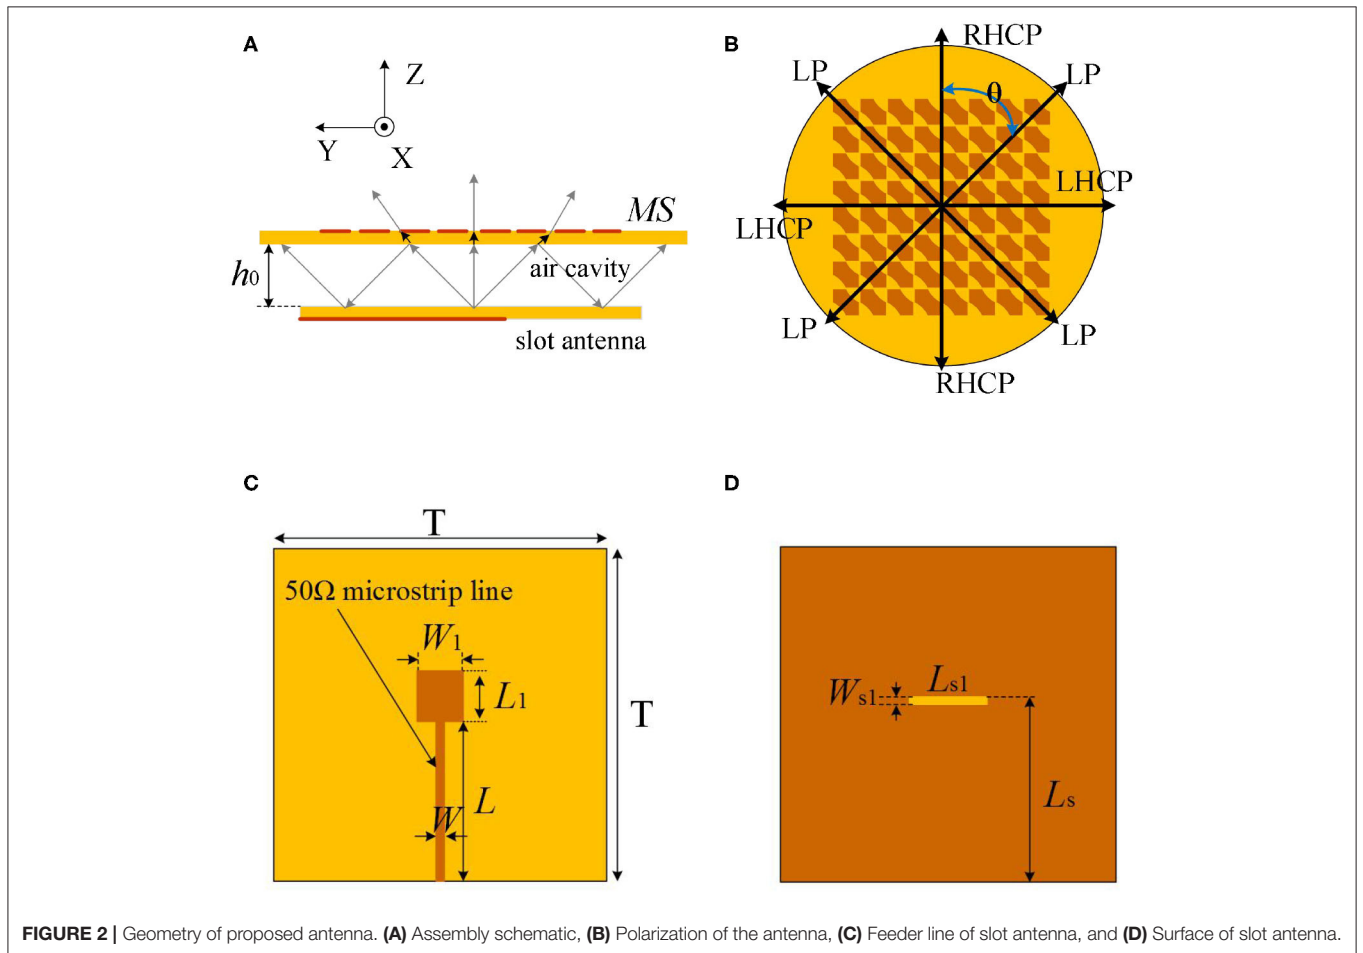 A
Z
Y
X
MS
h0
air cavity
slot antenna
B
RHCP
LP
LP
θ
LHCP
LHCP
LP
LP
RHCP
C
T
50Ω microstrip line
W1
L1
T
L
W
D
Ws1
Ls1
Ls
FIGURE 2 | Geometry of proposed antenna. (A) Assembly schematic, (B) Polarization of the antenna, (C) Feeder line of slot antenna, and (D) Surface of slot antenna.